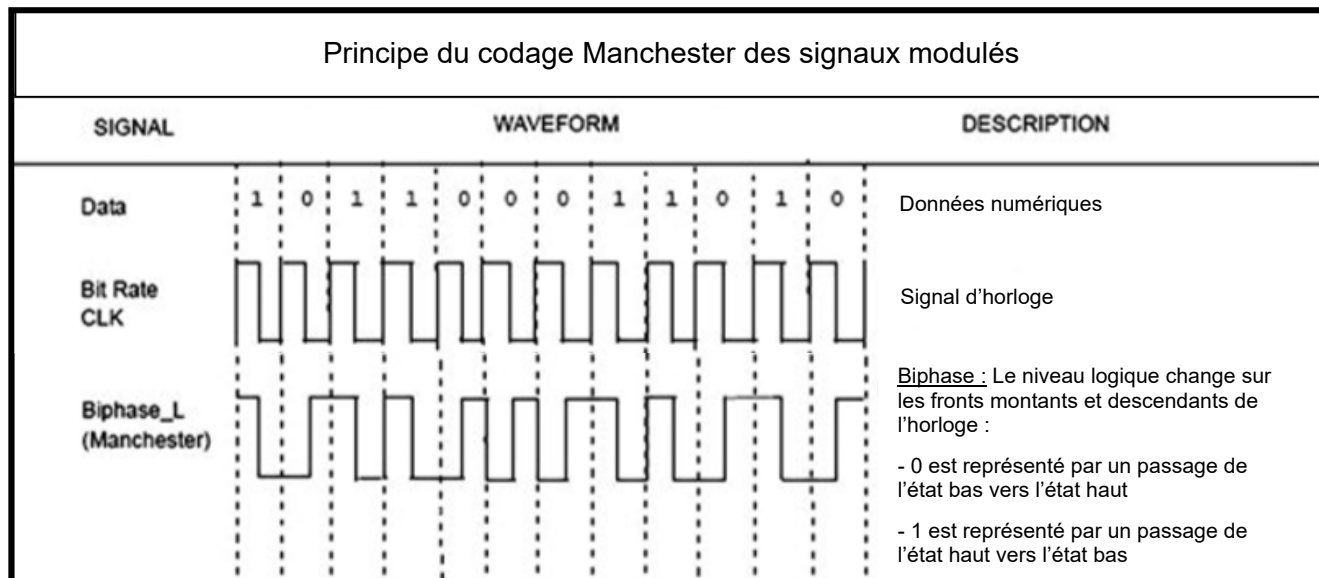 Principe du codage Manchester des signaux modulés
SIGNAL WAVEFORM DESCRIPTION
Data 1 0 1 1 0 0 0 1 1 0 1 0 Données numériques
Bit Rate
CLK
Signal d’horloge
Biphase_L
(Manchester)
Biphase : Le niveau logique change sur
les fronts montants et descendants de
l’horloge :
- 0 est représenté par un passage de
l’état bas vers l’état haut
- 1 est représenté par un passage de
l’état haut vers l’état bas